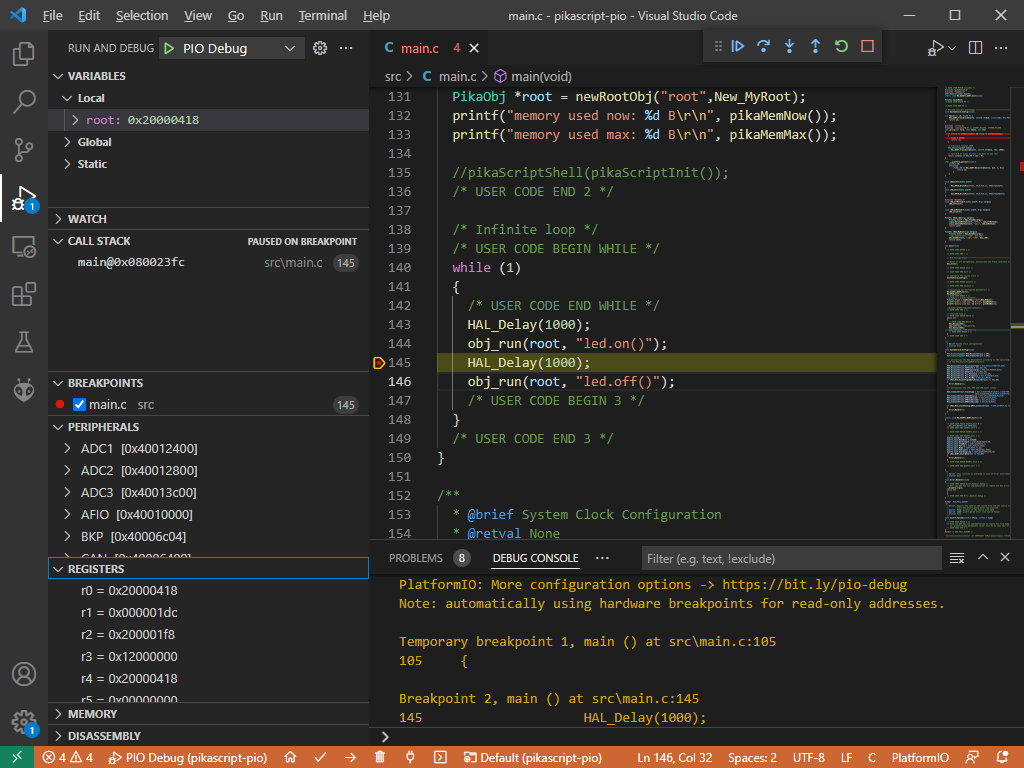 File Edit Selection View Go Run Terminal Help main.c - pikascript-pio - Visual Studio Code
RUN AND DEBUG PIO Debug
VARIABLES
Local
root: 0x20000418
Global
Static
WATCH
CALL STACK PAUSED ON BREAKPOINT
main@0x080023fc src\main.c 145
BREAKPOINTS
main.c src 145
PERIPHERALS
ADC1 [0x40012400]
ADC2 [0x40012800]
ADC3 [0x40013c00]
AFIO [0x40010000]
BKP [0x40006c04]
CAN [0x40006400]
REGISTERS
r0 = 0x20000418
r1 = 0x000001dc
r2 = 0x200001f8
r3 = 0x12000000
r4 = 0x20000418
r5 = 0x00000000
MEMORY
DISASSEMBLY
1
1
C main.c 4
src > C main.c > main(void)
131 PikaObj *root = newRootObj("root",New_MyRoot);
132 printf("memory used now: %d B\r\n", pikaMemNow());
133 printf("memory used max: %d B\r\n", pikaMemMax());
134
135 //pikaScriptShell(pikaScriptInit());
136 /* USER CODE END 2 */
137
138 /* Infinite loop */
139 /* USER CODE BEGIN WHILE */
140 while (1)
141 {
142 /* USER CODE END WHILE */
143 HAL_Delay(1000);
144 obj_run(root, "led.on()");
145 HAL_Delay(1000);
146 obj_run(root, "led.off()");
147 /* USER CODE BEGIN 3 */
148 }
149 /* USER CODE END 3 */
150 }
151
152 /**
153 * @brief System Clock Configuration
154 * @retval None
PROBLEMS 8 DEBUG CONSOLE ··· Filter (e.g. text, !exclude)
PlatformIO: More configuration options -> https://bit.ly/pio-debug
Note: automatically using hardware breakpoints for read-only addresses.
Temporary breakpoint 1, main () at src\main.c:105
105 {
Breakpoint 2, main () at src\main.c:145
145 HAL_Delay(1000);
4 4 PIO Debug (pikascript-pio) Default (pikascript-pio) Ln 146, Col 32 Spaces: 2 UTF-8 LF C PlatformIO